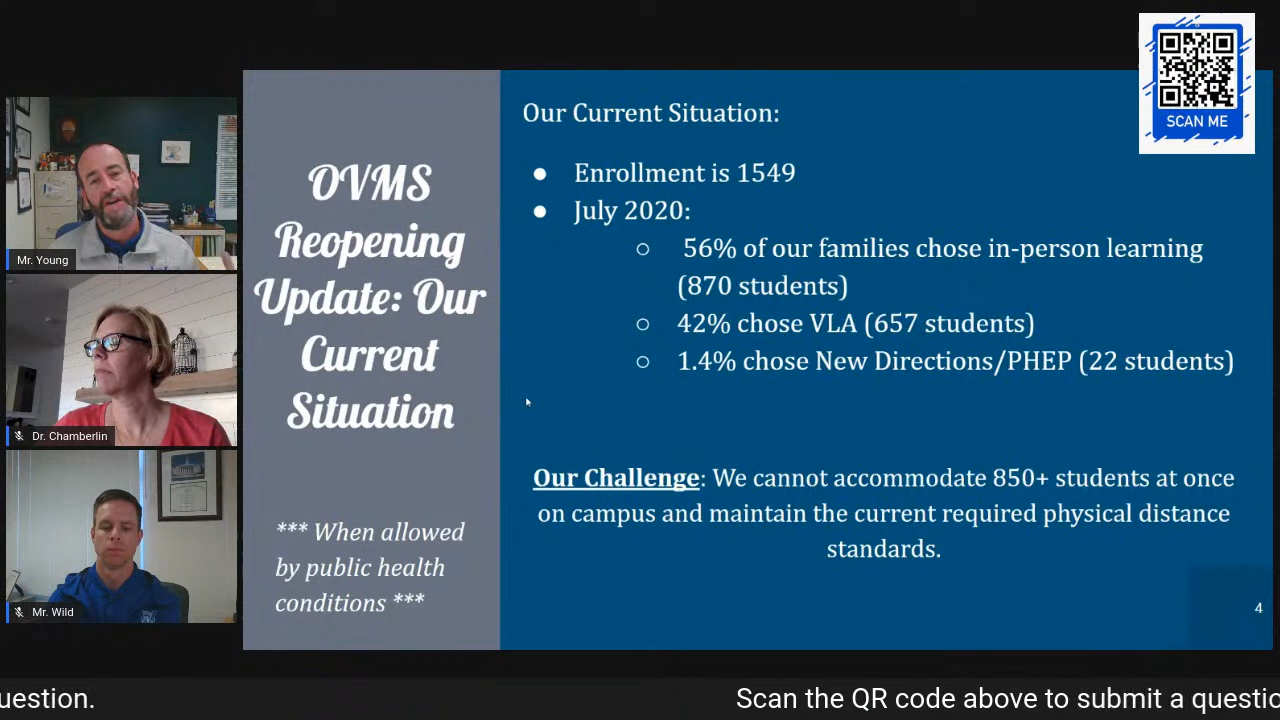 SCAN ME
Mr. Young
Dr. Chamberlin
Mr. Wild
OVMS
Reopening
Update: Our
Current
Situation
*** When allowed
by public health
conditions ***
Our Current Situation:
● Enrollment is 1549
● July 2020:
○ 56% of our families chose in-person learning
(870 students)
○ 42% chose VLA (657 students)
○ 1.4% chose New Directions/PHEP (22 students)
Our Challenge: We cannot accommodate 850+ students at once
on campus and maintain the current required physical distance
standards.
4
uestion.
Scan the QR code above to submit a questio